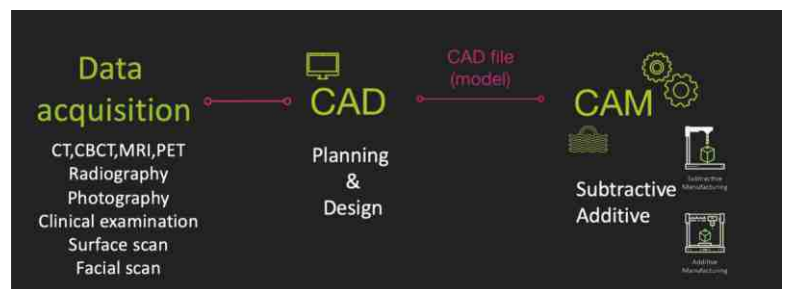 Data
acquisition
CT,CBCT,MRI,PET
Radiography
Photography
Clinical examination
Surface scan
Facial scan
CAD
Planning
&
Design
CAD file
(model)
CAM
Subtractive
Additive
Subtractive
Manufacturing
Additive
Manufacturing